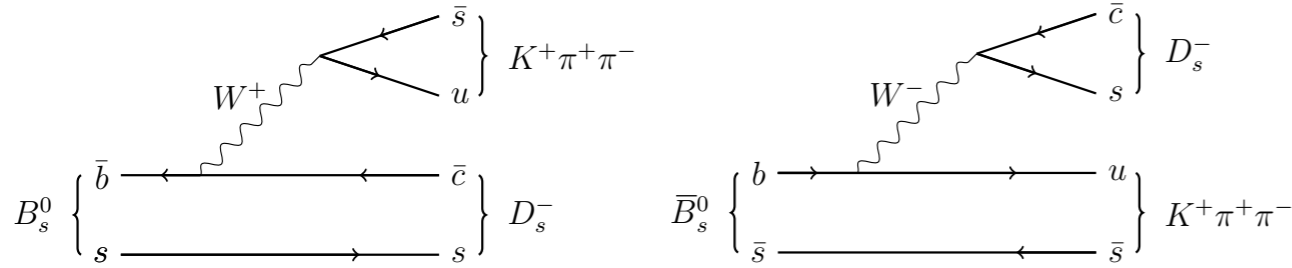 s̄
K⁺π⁺π⁻
u
W⁺
b̄
c̄
B⁰ₛ
D⁻ₛ
s
s
c̄
D⁻ₛ
s
W⁻
b
u
B̄⁰ₛ
K⁺π⁺π⁻
s̄
s̄